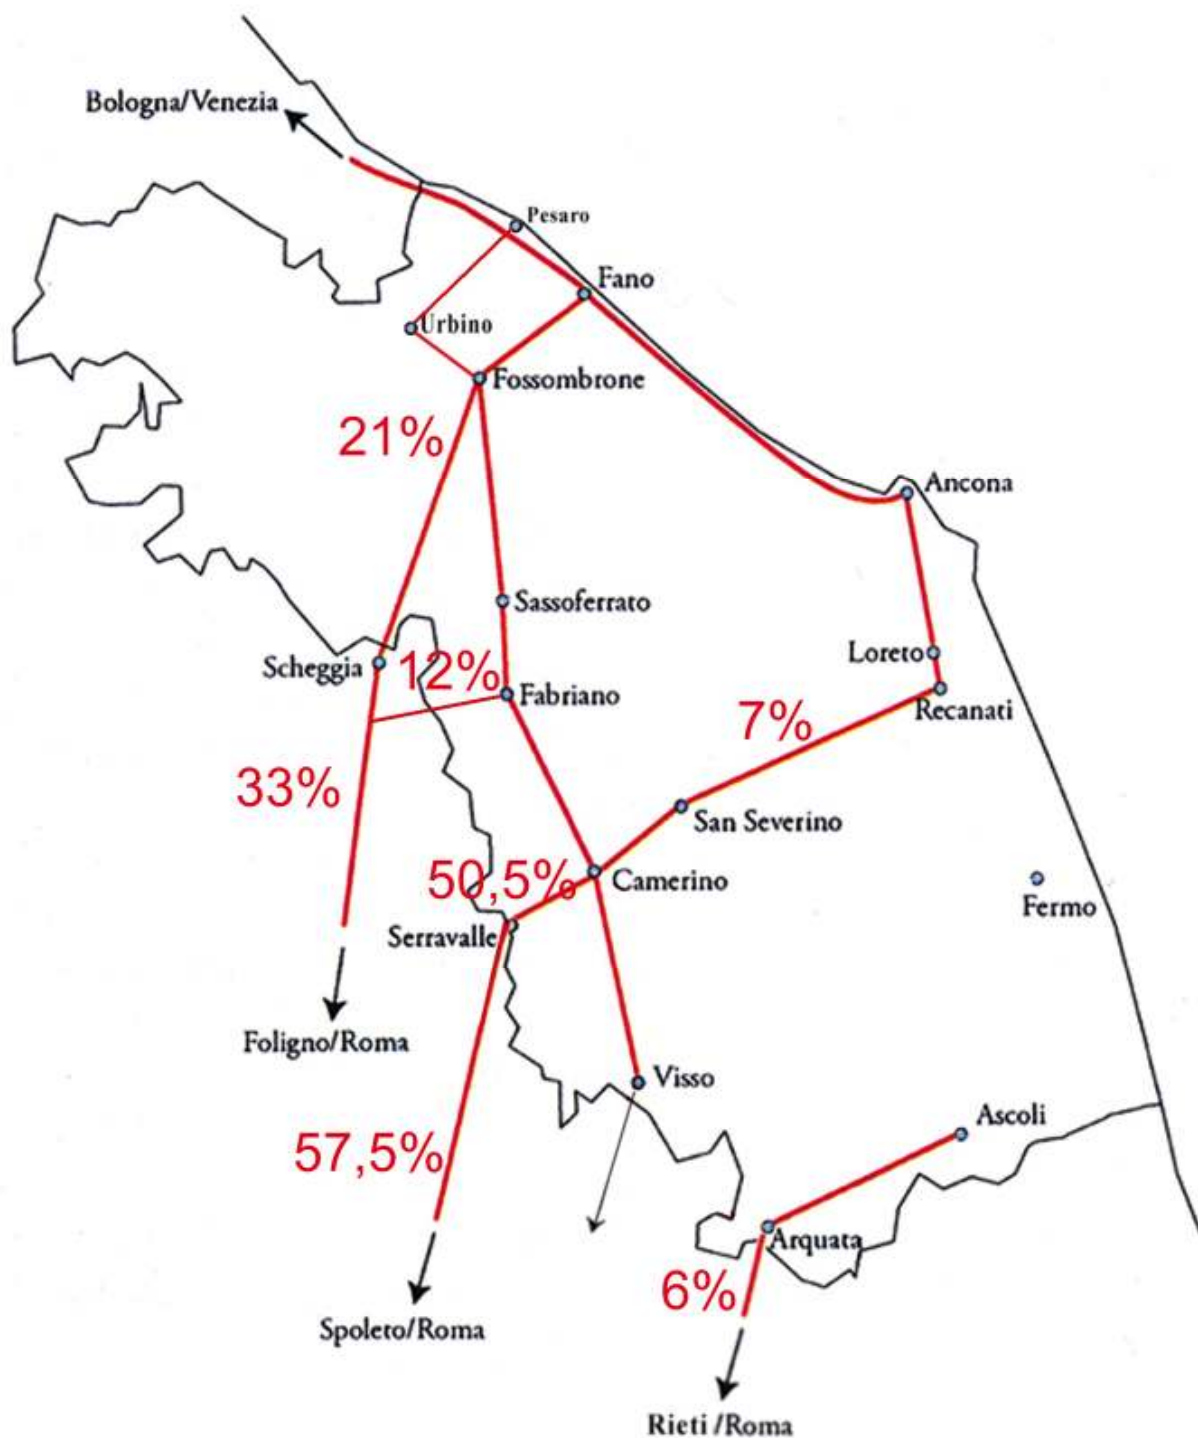 Bologna/Venezia
Pesaro
Fano
Urbino
Fossombrone
21%
Ancona
Sassoferrato
Loreto
Scheggia
12%
Fabriano
Recanati
7%
33%
San Severino
50,5%
Camerino
Fermo
Serravalle
Foligno/Roma
Visso
Ascoli
57,5%
Arquata
6%
Spoleto/Roma
Rieti /Roma